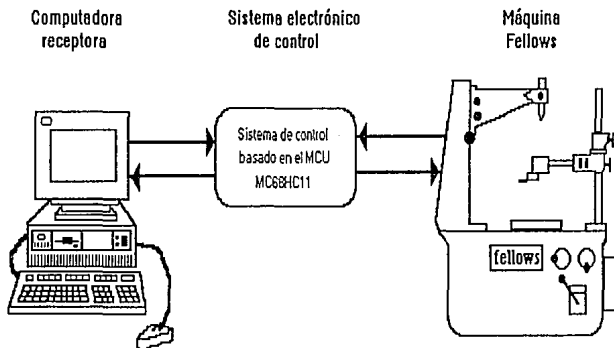 Computadora
receptora
Sistema electrónico
de control
Máquina
Fellows
Sistema de control
basado en el MCU
MC68HC11
fellows